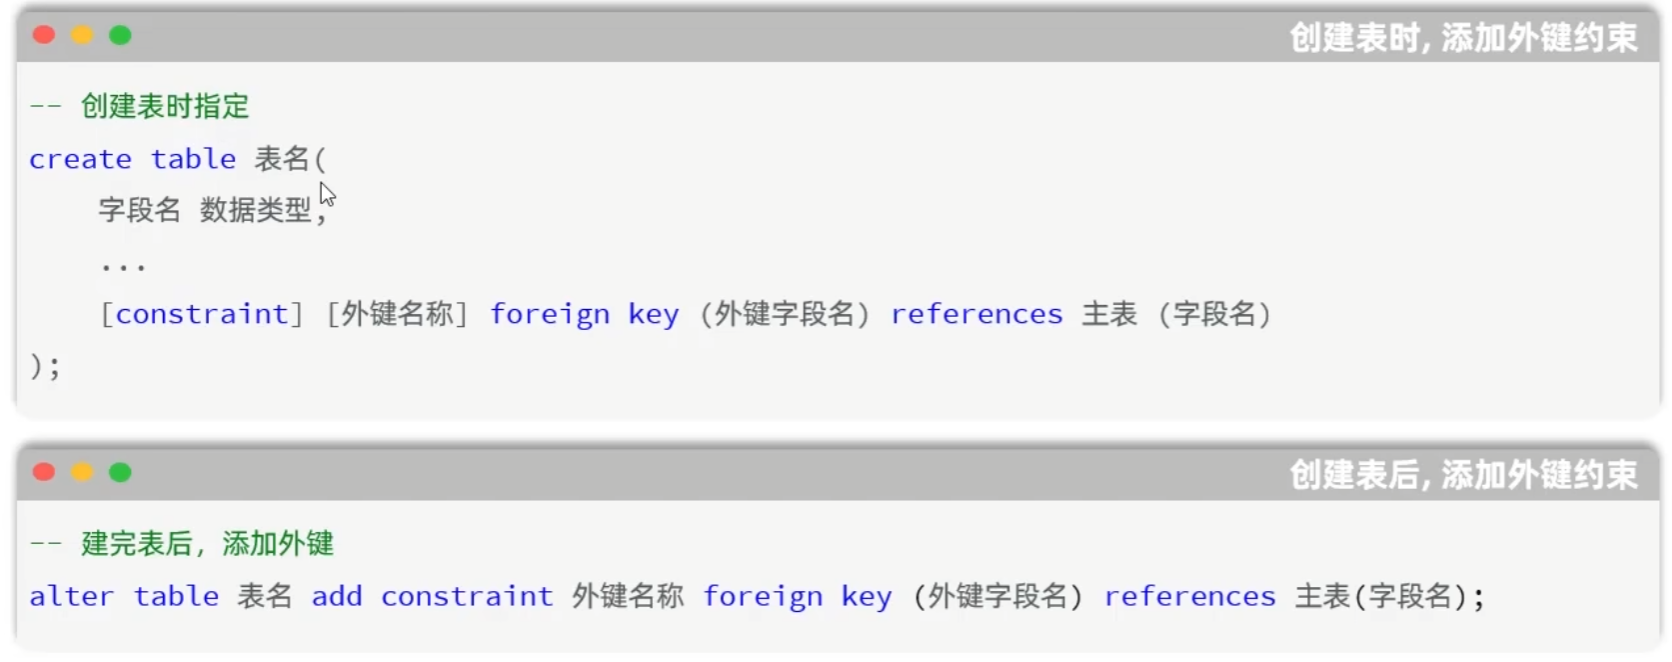 创建表时, 添加外键约束
-- 创建表时指定
create table 表名(
字段名 数据类型,
...
[constraint] [外键名称] foreign key (外键字段名) references 主表 (字段名)
);
创建表后, 添加外键约束
-- 建完表后，添加外键
alter table 表名 add constraint 外键名称 foreign key (外键字段名) references 主表(字段名);